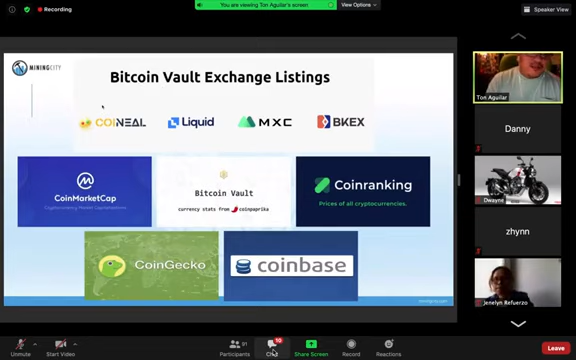 Recording
You are viewing Ton Aguilar's screen
View Options
Speaker View
MININGCITY
Bitcoin Vault Exchange Listings
COINEAL
Liquid
MXC
BKEX
CoinMarketCap
Cryptocurrency Market Capitalizations
Bitcoin Vault
currency stats from coinpaprika
Coinranking
Prices of all cryptocurrencies.
CoinGecko
coinbase
Ton Aguilar
Danny
Dwayne
zhynn
Jenelyn Refuerzo
Unmute
Start Video
91
Participants
Share Screen
Record
Reactions
Leave